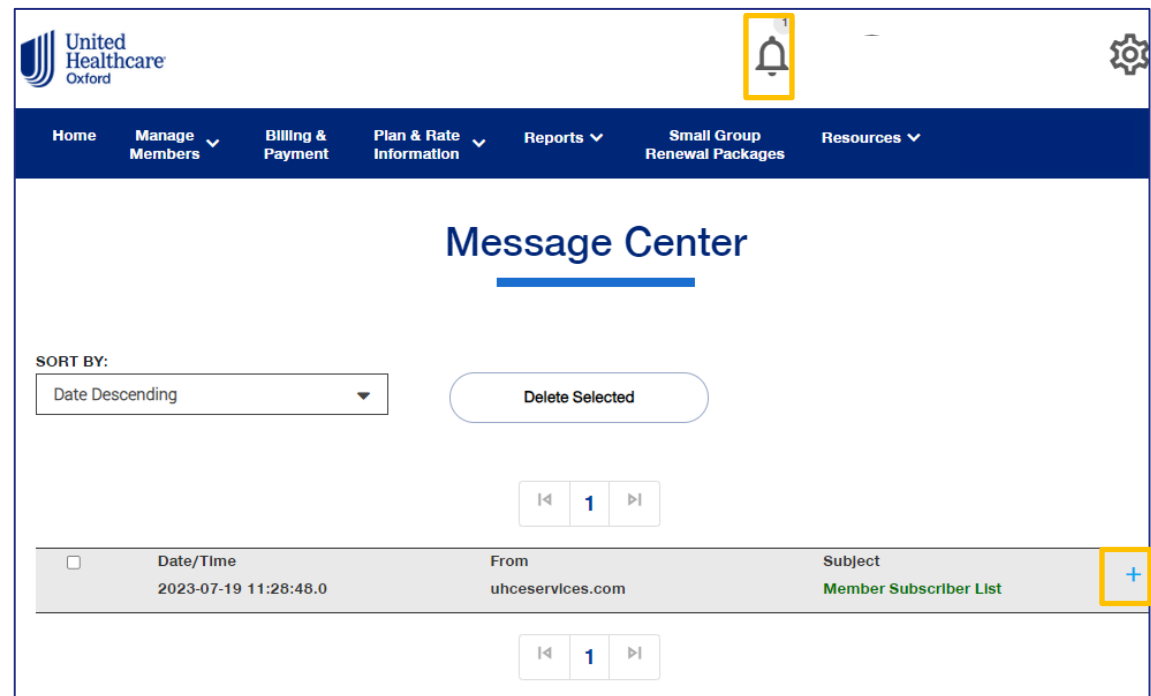 1
United
Healthcare
Oxford
Home
Manage
Members
Billing &
Payment
Plan & Rate
Information
Reports
Small Group
Renewal Packages
Resources
Message Center
SORT BY:
Date Descending
Delete Selected
1
Date/Time
From
Subject
2023-07-19 11:28:48.0
uhceservices.com
Member Subscriber List
+
1